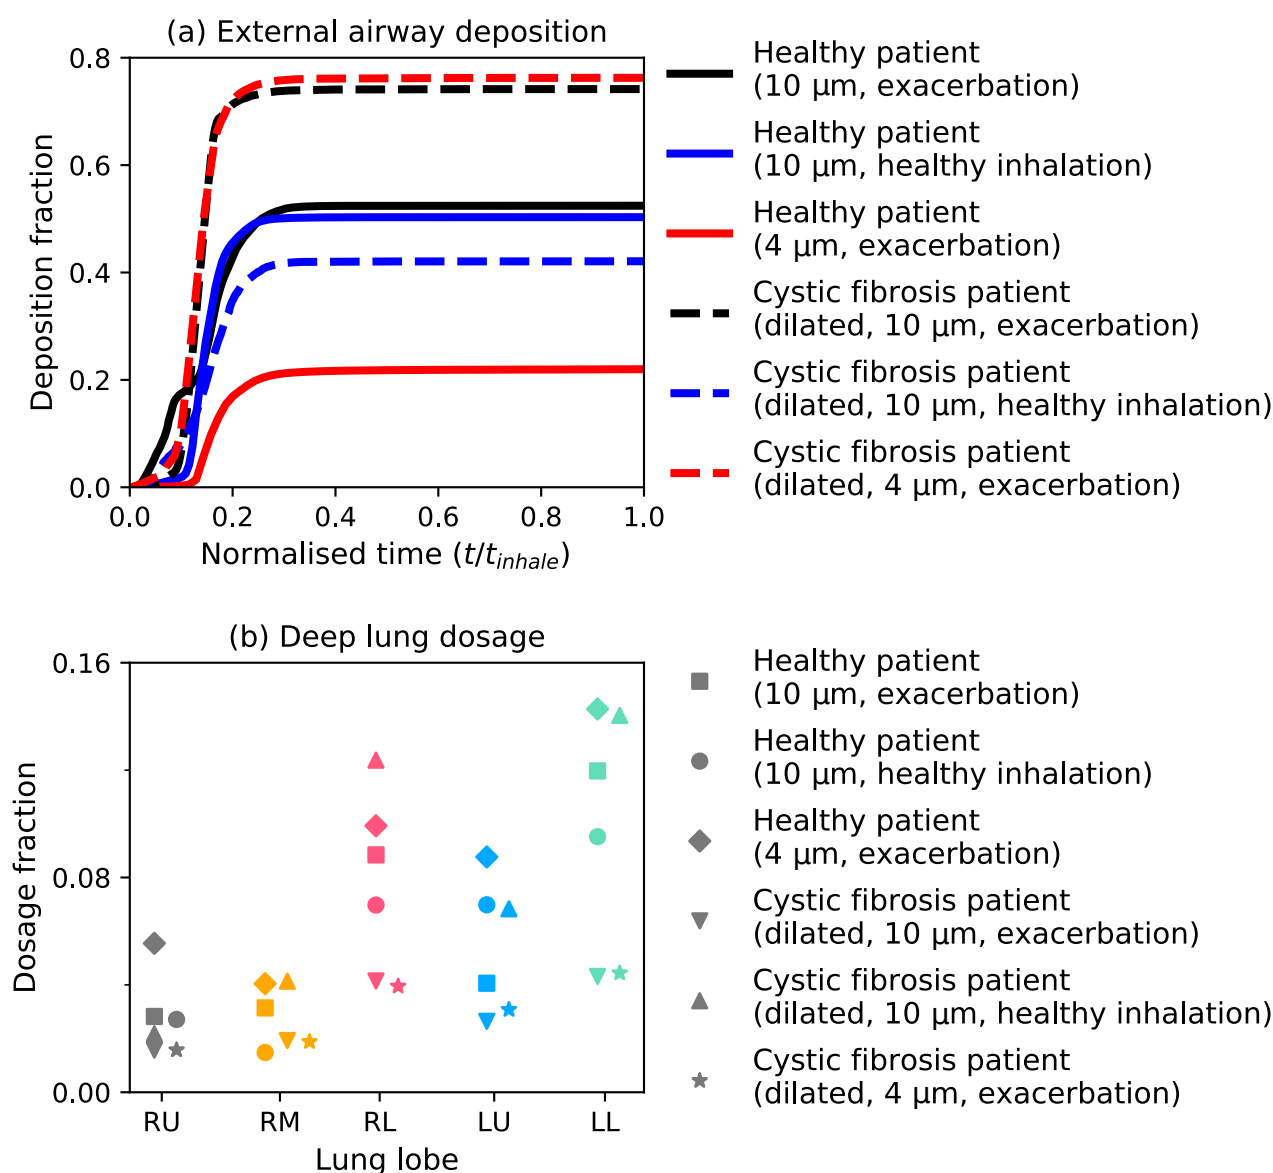 (a) External airway deposition
0.8
0.6
0.4
0.2
0.0
Deposition fraction
0.0 0.2 0.4 0.6 0.8 1.0
Normalised time (t/t_inhale)
Healthy patient
(10 μm, exacerbation)
Healthy patient
(10 μm, healthy inhalation)
Healthy patient
(4 μm, exacerbation)
Cystic fibrosis patient
(dilated, 10 μm, exacerbation)
Cystic fibrosis patient
(dilated, 10 μm, healthy inhalation)
Cystic fibrosis patient
(dilated, 4 μm, exacerbation)
(b) Deep lung dosage
0.16
0.08
0.00
Dosage fraction
RU RM RL LU LL
Lung lobe
Healthy patient
(10 μm, exacerbation)
Healthy patient
(10 μm, healthy inhalation)
Healthy patient
(4 μm, exacerbation)
Cystic fibrosis patient
(dilated, 10 μm, exacerbation)
Cystic fibrosis patient
(dilated, 10 μm, healthy inhalation)
Cystic fibrosis patient
(dilated, 4 μm, exacerbation)